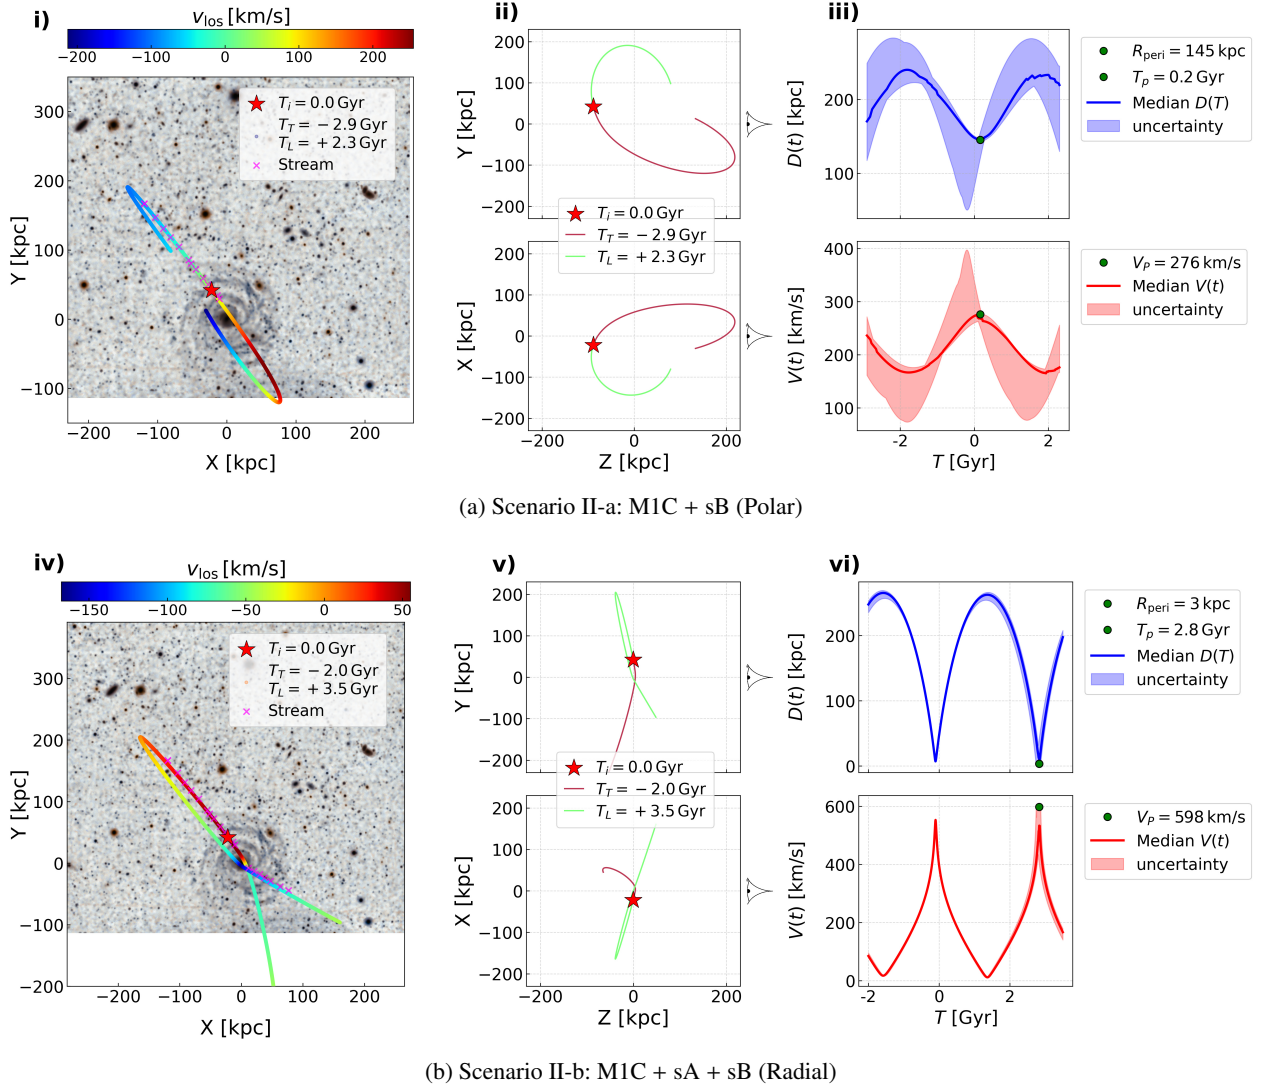 i)
v_los [km/s]
−200 −100 0 100 200
T_i = 0.0 Gyr
T_T = −2.9 Gyr
T_L = +2.3 Gyr
Stream
Y [kpc]
300
200
100
0
−100
−200 −100 0 100 200
X [kpc]
ii)
Y [kpc]
200
100
0
−100
−200
T_i = 0.0 Gyr
T_T = −2.9 Gyr
T_L = +2.3 Gyr
X [kpc]
200
100
0
−100
−200
−200 0 200
Z [kpc]
iii)
D(t) [kpc]
200
100
R_peri = 145 kpc
T_p = 0.2 Gyr
Median D(T)
uncertainty
V(t) [km/s]
400
300
200
100
-2 0 2
T [Gyr]
V_P = 276 km/s
Median V(t)
uncertainty
(a) Scenario II-a: M1C + sB (Polar)
iv)
v_los [km/s]
−150 −100 −50 0 50
T_i = 0.0 Gyr
T_T = −2.0 Gyr
T_L = +3.5 Gyr
Stream
Y [kpc]
300
200
100
0
−100
−200
−200 −100 0 100 200
X [kpc]
v)
Y [kpc]
200
100
0
−100
−200
T_i = 0.0 Gyr
T_T = −2.0 Gyr
T_L = +3.5 Gyr
X [kpc]
200
100
0
−100
−200
−200 0 200
Z [kpc]
vi)
D(t) [kpc]
200
100
0
R_peri = 3 kpc
T_p = 2.8 Gyr
Median D(T)
uncertainty
V(t) [km/s]
600
400
200
0
-2 0 2
T [Gyr]
V_P = 598 km/s
Median V(t)
uncertainty
(b) Scenario II-b: M1C + sA + sB (Radial)